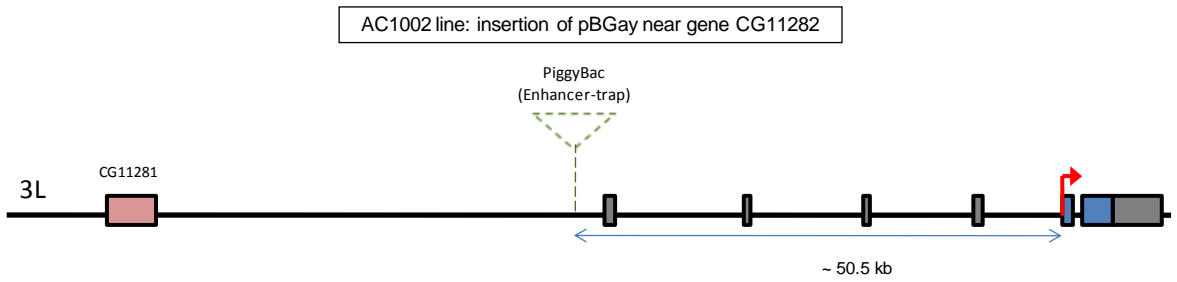 AC1002 line: insertion of pBGay near gene CG11282
PiggyBac
(Enhancer-trap)
CG11281
3L
~ 50.5 kb